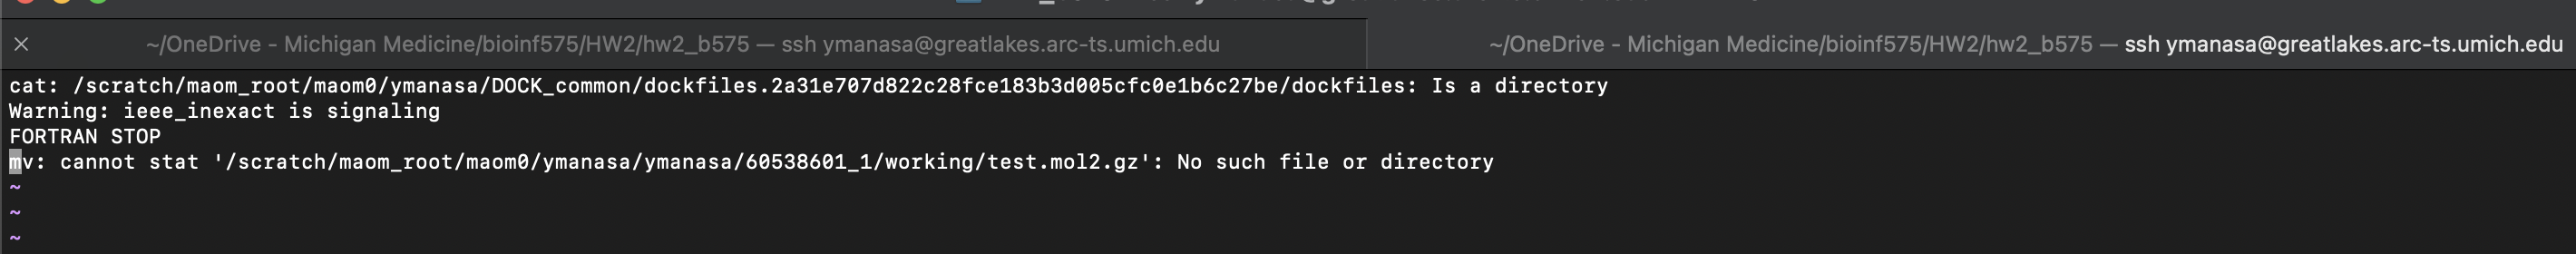 ~/OneDrive - Michigan Medicine/bioinf575/HW2/hw2_b575 — ssh ymanasa@greatlakes.arc-ts.umich.edu
~/OneDrive - Michigan Medicine/bioinf575/HW2/hw2_b575 — ssh ymanasa@greatlakes.arc-ts.umich.edu
cat: /scratch/maom_root/maom0/ymanasa/DOCK_common/dockfiles.2a31e707d822c28fce183b3d005cfc0e1b6c27be/dockfiles: Is a directory
Warning: ieee_inexact is signaling
FORTRAN STOP
mv: cannot stat '/scratch/maom_root/maom0/ymanasa/ymanasa/60538601_1/working/test.mol2.gz': No such file or directory
~
~
~